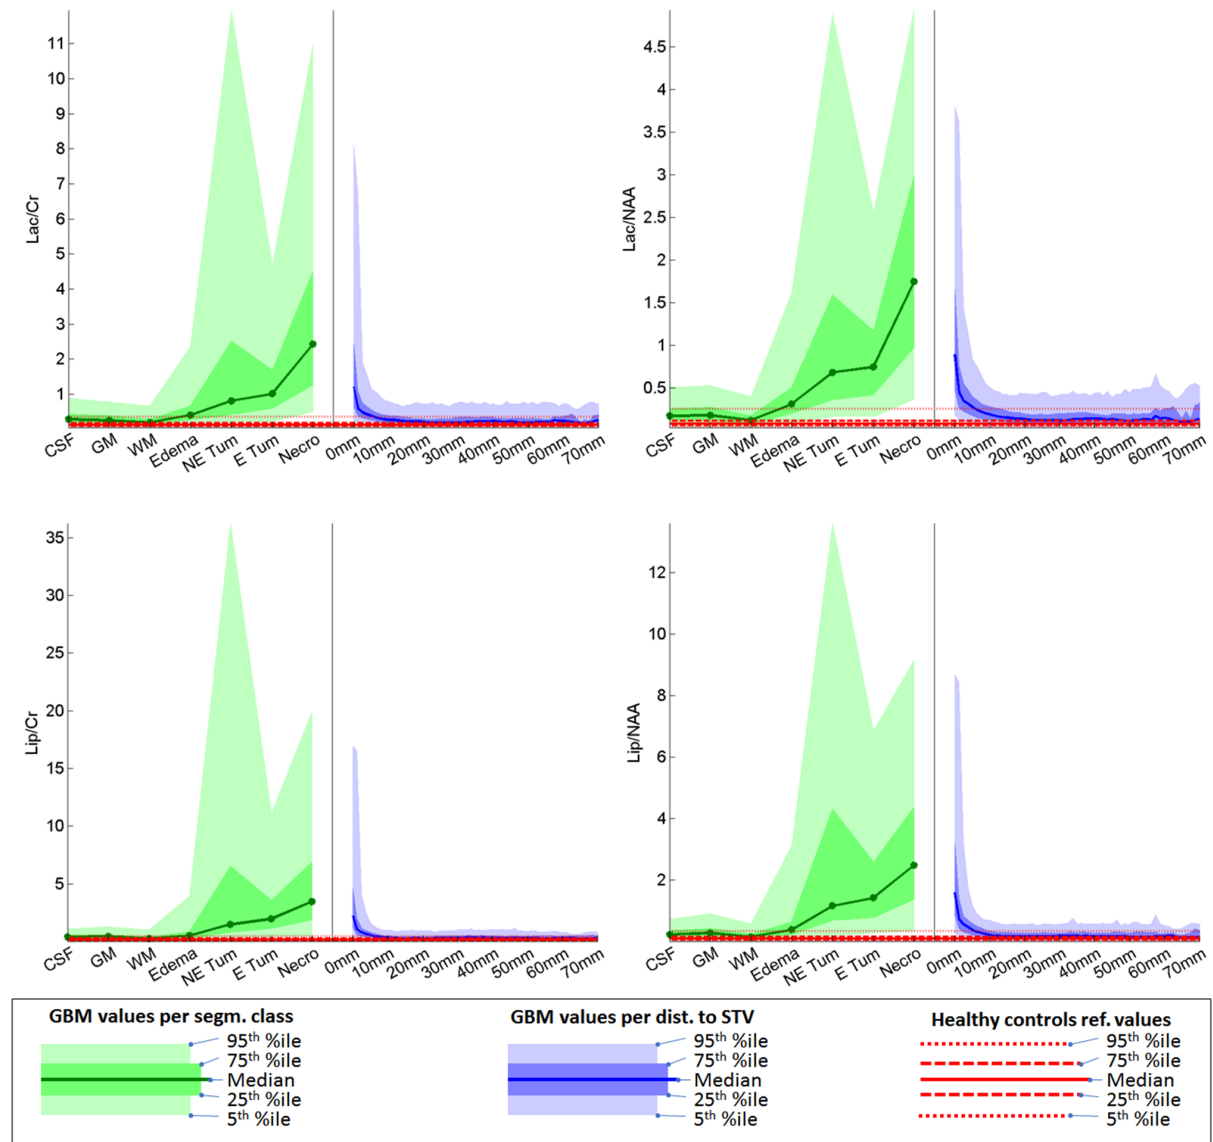 Lac/Cr
11
10
9
8
7
6
5
4
3
2
1
CSF GM WM Edema NE Tum E Tum Necro 0mm 10mm 20mm 30mm 40mm 50mm 60mm 70mm
Lac/NAA
4.5
4
3.5
3
2.5
2
1.5
1
0.5
CSF GM WM Edema NE Tum E Tum Necro 0mm 10mm 20mm 30mm 40mm 50mm 60mm 70mm
Lip/Cr
35
30
25
20
15
10
5
CSF GM WM Edema NE Tum E Tum Necro 0mm 10mm 20mm 30mm 40mm 50mm 60mm 70mm
Lip/NAA
12
10
8
6
4
2
CSF GM WM Edema NE Tum E Tum Necro 0mm 10mm 20mm 30mm 40mm 50mm 60mm 70mm
GBM values per segm. class
95th %ile
75th %ile
Median
25th %ile
5th %ile
GBM values per dist. to STV
95th %ile
75th %ile
Median
25th %ile
5th %ile
Healthy controls ref. values
95th %ile
75th %ile
Median
25th %ile
5th %ile